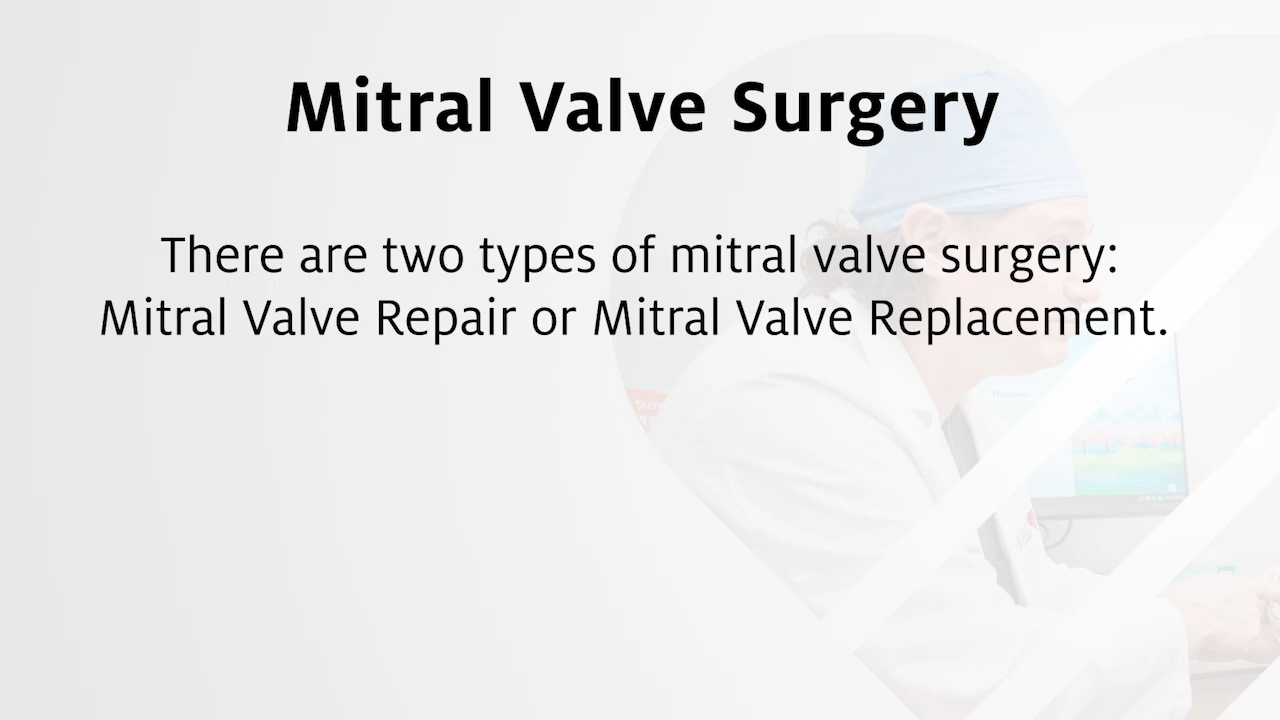 Mitral Valve Surgery
There are two types of mitral valve surgery:
Mitral Valve Repair or Mitral Valve Replacement.